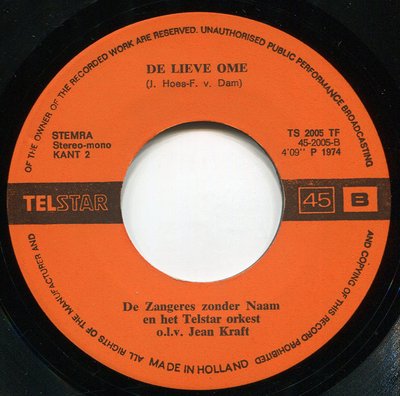 ALL RIGHTS OF THE MANUFACTURER AND OF THE OWNER OF THE RECORDED WORK ARE RESERVED. UNAUTHORISED PUBLIC PERFORMANCE BROADCASTING AND COPYING OF THIS RECORD PROHIBITED
DE LIEVE OME
(J. Hoes-F. v. Dam)
STEMRA
Stereo-mono
KANT 2
TS 2005 TF
45-2005-B
4'09" P 1974
TELSTAR 45 B
De Zangeres zonder Naam
en het Telstar orkest
o.l.v. Jean Kraft
MADE IN HOLLAND